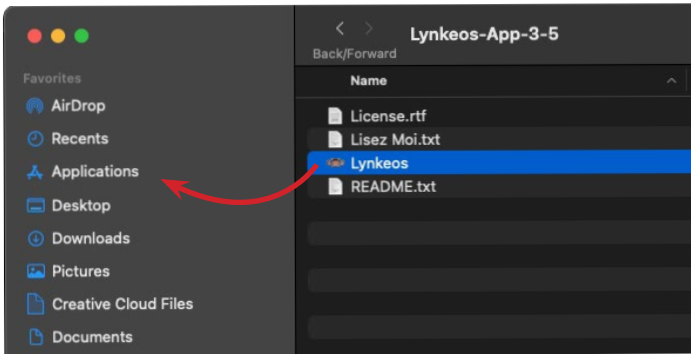 Lynkeos-App-3-5
Back/Forward
Favorites
AirDrop
Recents
Applications
Desktop
Downloads
Pictures
Creative Cloud Files
Documents
Name
License.rtf
Lisez Moi.txt
Lynkeos
README.txt